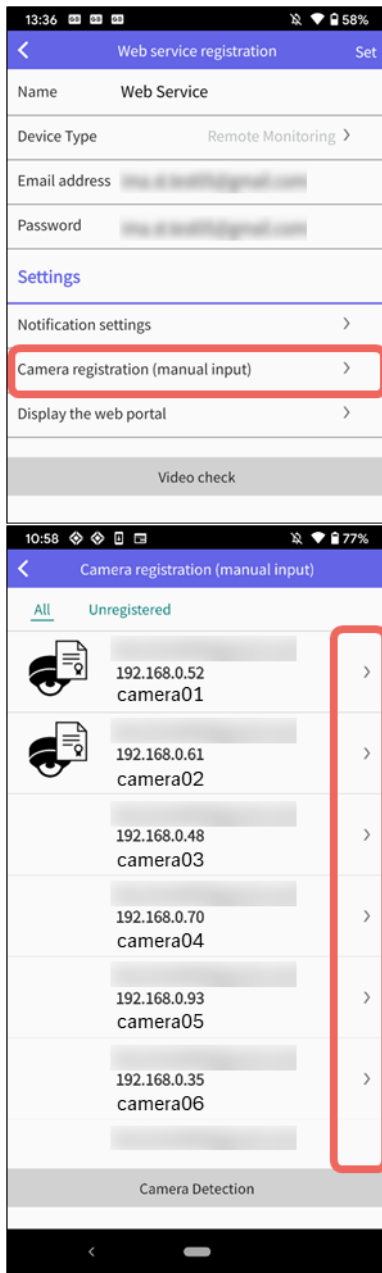 13:36 58%
Web service registration Set
Name Web Service
Device Type Remote Monitoring
Email address
Password
Settings
Notification settings
Camera registration (manual input)
Display the web portal
Video check
10:58 77%
Camera registration (manual input)
All Unregistered
192.168.0.52
camera01
192.168.0.61
camera02
192.168.0.48
camera03
192.168.0.70
camera04
192.168.0.93
camera05
192.168.0.35
camera06
Camera Detection